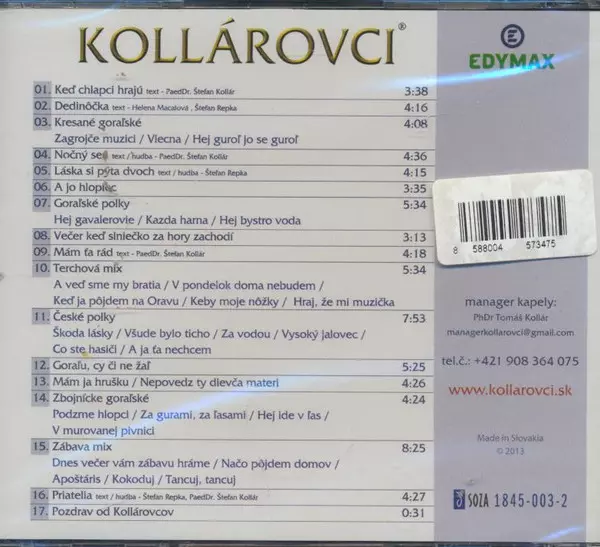 KOLLÁROVCI®
EDYMAX
01. Keď chlapci hrajú text - PaedDr. Štefan Kollár 3:38
02. Dedinôčka text - Helena Macalová, Štefan Repka 4:16
03. Kresané goraľské 4:08
Zagrojče muzici / Vlecna / Hej guroľ jo se guroľ
04. Nočný sen text / hudba - PaedDr. Štefan Kollár 4:36
05. Láska si pýta dvoch text / hudba - Štefan Repka 4:15
06. A jo hlopiec 3:35
07. Goraľské polky 5:34
Hej gavalerovie / Kazda harna / Hej bystro voda
08. Večer keď slniečko za hory zachodí 3:13
09. Mám ťa rád text - PaedDr. Štefan Kollár 4:18
10. Terchová mix 5:34
A veď sme my bratia / V pondelok doma nebudem /
Keď ja pôjdem na Oravu / Keby moje nôžky / Hraj, že mi muzička
11. České polky 7:53
Škoda lásky / Všude bylo ticho / Za vodou / Vysoký jalovec /
Co ste hasiči / A ja ťa nechcem
12. Goraľu, cy či ne žaľ 5:25
13. Mám ja hrušku / Nepovedz ty dievča materi 4:26
14. Zbojnícke goraľské 4:24
Podzme hlopci / Za gurami, za ľasami / Hej ide v ľas /
V murovanej pivnici
15. Zábava mix 8:25
Dnes večer vám zábavu hráme / Načo pôjdem domov /
Apoštáris / Kokoduj / Tancuj, tancuj
16. Priatelia text / hudba - Štefan Repka, PaedDr. Štefan Kollár 4:27
17. Pozdrav od Kollárovcov 0:31
8 588004 573475
manager kapely:
PhDr Tomáš Kollár
managerkollarovci@gmail.com
tel.č.: +421 908 364 075
www.kollarovci.sk
Made in Slovakia
© 2013
SOZA 1845-003-2